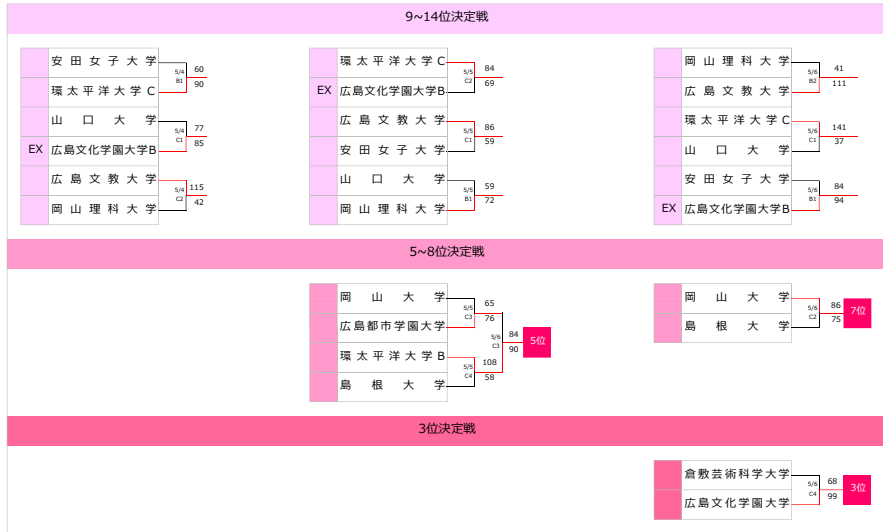 9~14位決定戦
安田女子大学 5/4 B1 60
環太平洋大学C 90
山口大学 5/4 C1 77
EX 広島文化学園大学B 85
広島文教大学 5/4 C2 115
岡山理科大学 42
環太平洋大学C 5/5 C2 84
EX 広島文化学園大学B 69
広島文教大学 5/5 C1 86
安田女子大学 59
山口大学 5/5 B1 59
岡山理科大学 72
岡山理科大学 5/6 B2 41
広島文教大学 111
環太平洋大学C 5/6 C1 141
山口大学 37
安田女子大学 5/6 B1 84
EX 広島文化学園大学B 94
5~8位決定戦
岡山大学 5/5 C3 65
広島都市学園大学 76
5/6 C3 84 90 5位
環太平洋大学B 5/5 C4 108
島根大学 58
岡山大学 5/6 C2 86 7位
島根大学 75
3位決定戦
倉敷芸術科学大学 5/6 C4 68 3位
広島文化学園大学 99